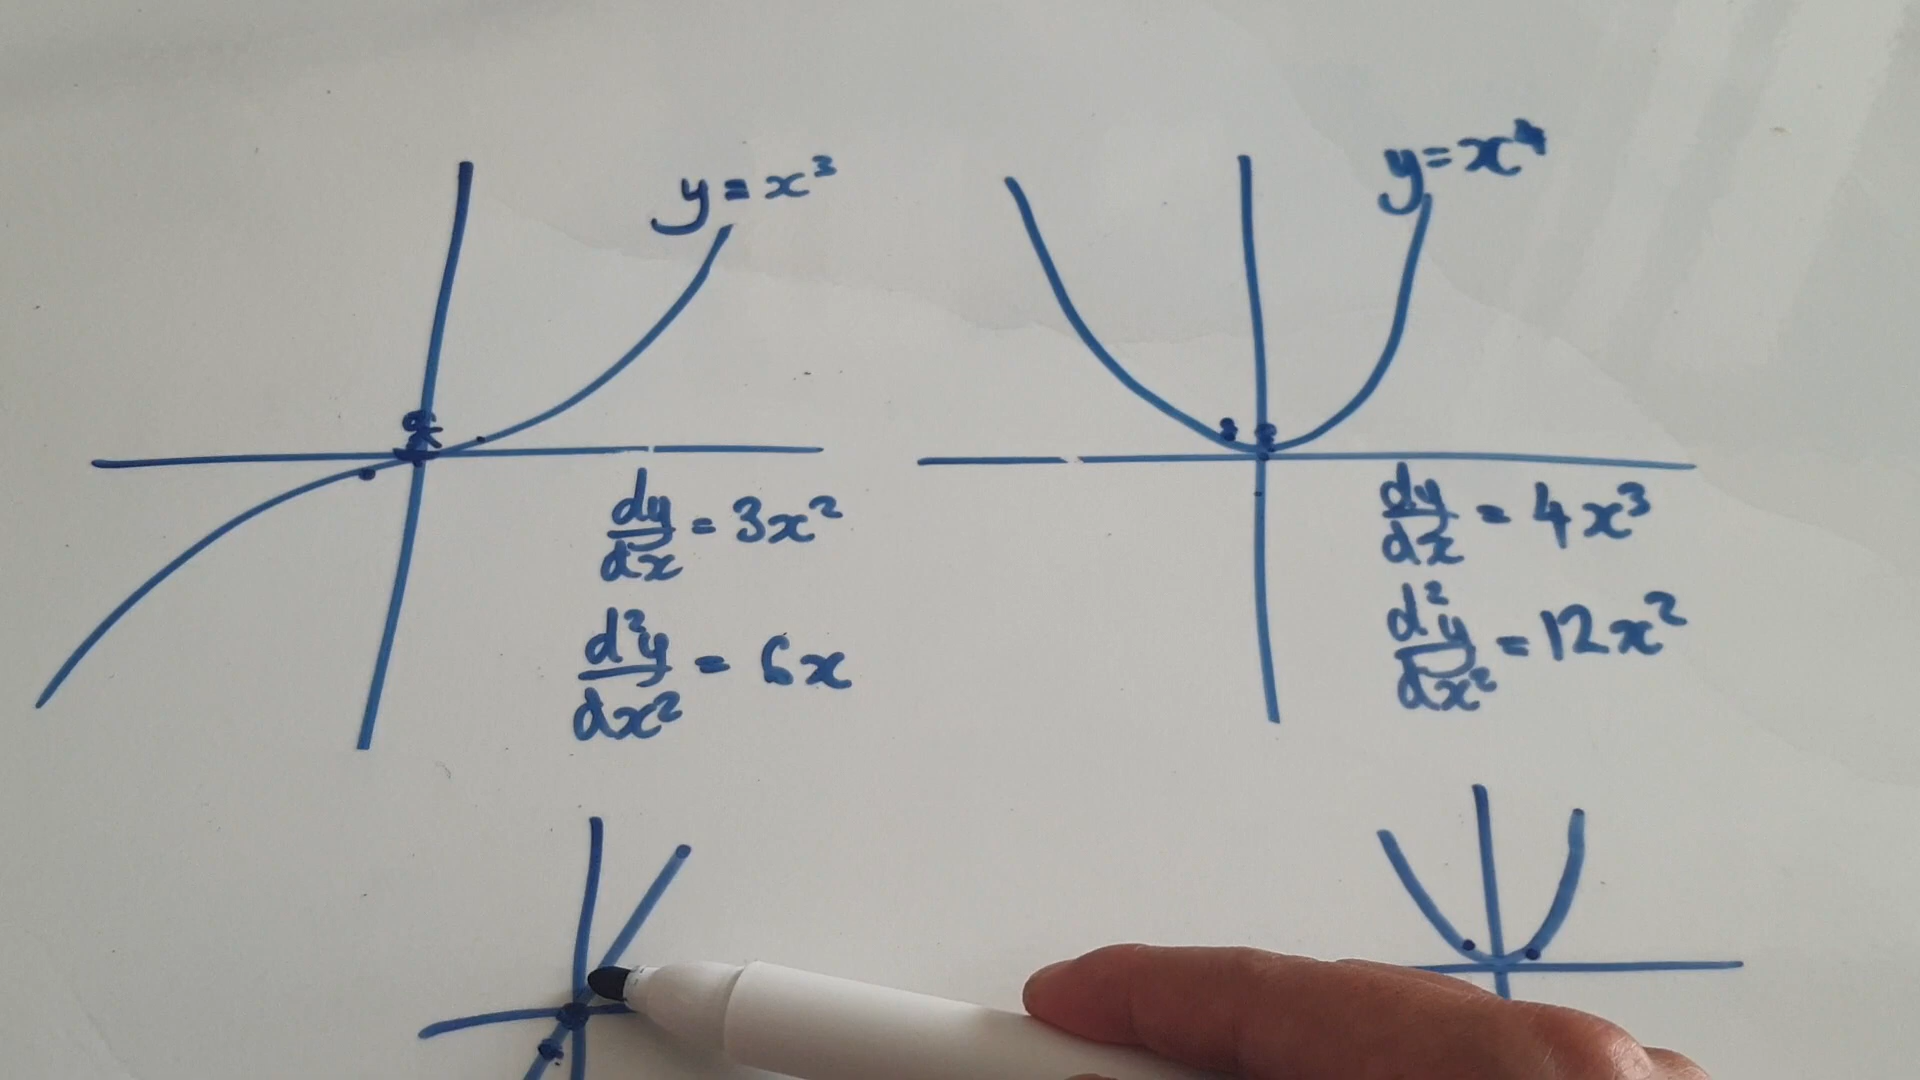 y = x³
dy/dx = 3x²
d²y/dx² = 6x
y = x⁴
dy/dx = 4x³
d²y/dx² = 12x²